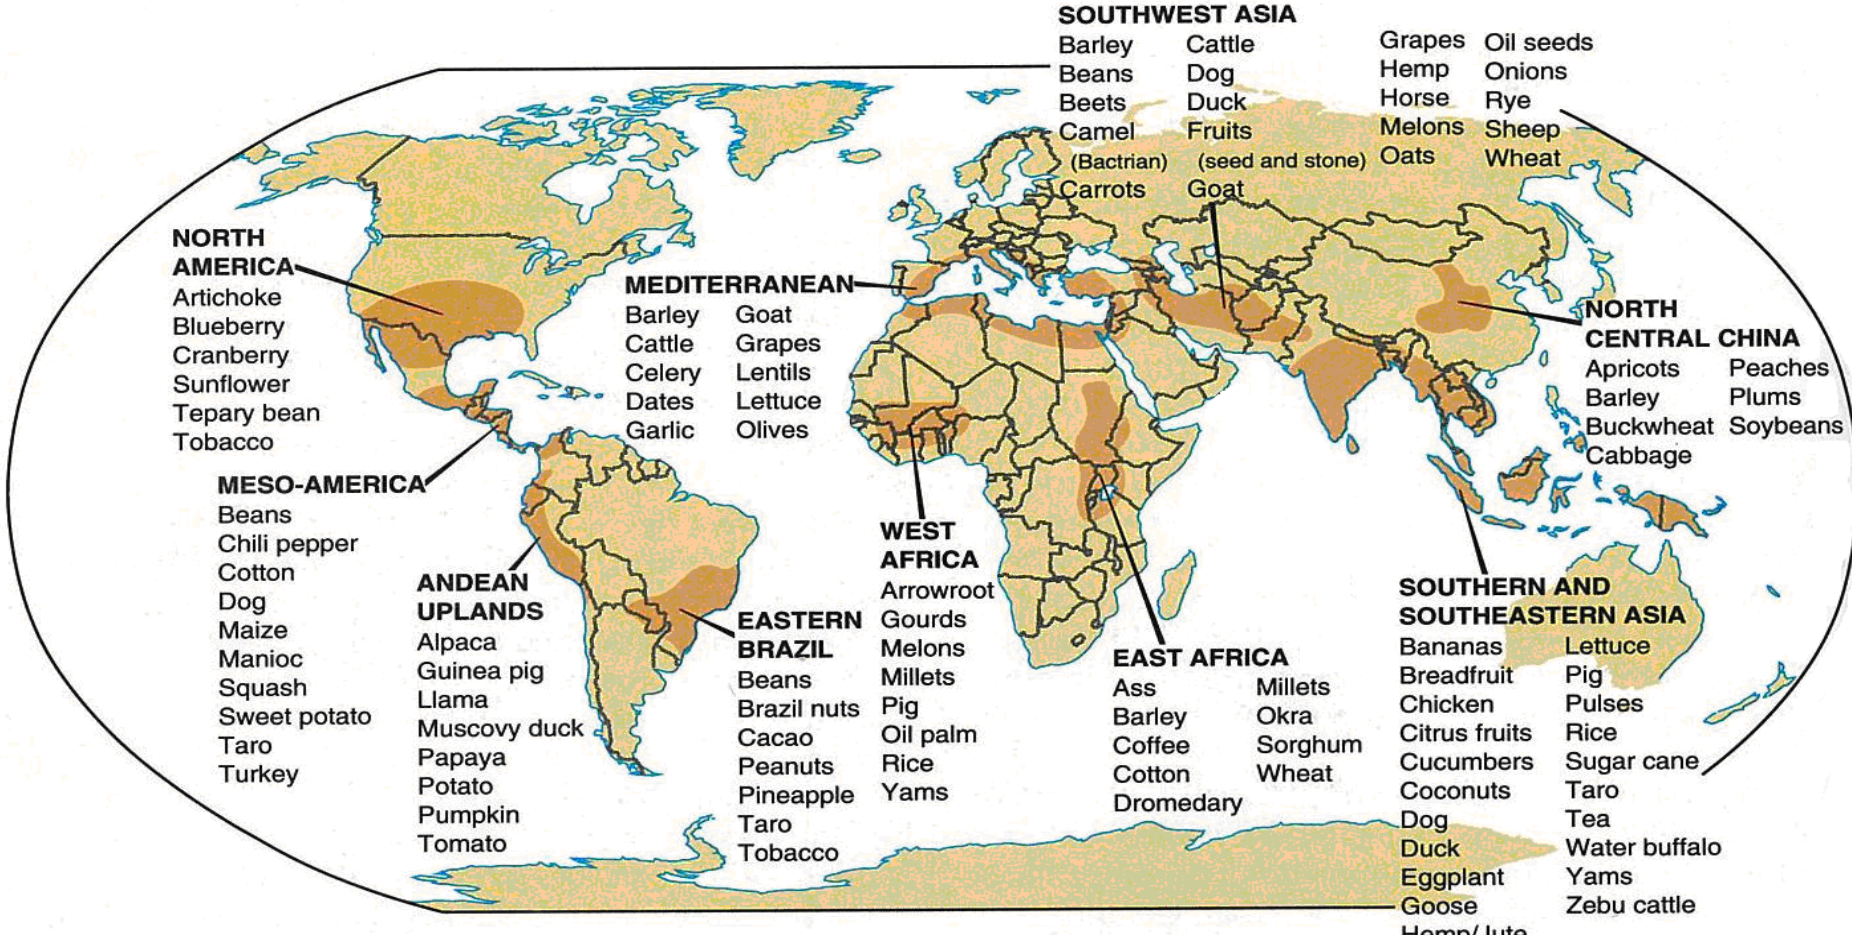 SOUTHWEST ASIA
Barley
Beans
Beets
Camel
(Bactrian)
Carrots
Cattle
Dog
Duck
Fruits
(seed and stone)
Goat
Grapes
Hemp
Horse
Melons
Oats
Oil seeds
Onions
Rye
Sheep
Wheat
NORTH
AMERICA
Artichoke
Blueberry
Cranberry
Sunflower
Tepary bean
Tobacco
MEDITERRANEAN
Barley
Cattle
Celery
Dates
Garlic
Goat
Grapes
Lentils
Lettuce
Olives
NORTH
CENTRAL CHINA
Apricots
Barley
Buckwheat
Cabbage
Peaches
Plums
Soybeans
MESO-AMERICA
Beans
Chili pepper
Cotton
Dog
Maize
Manioc
Squash
Sweet potato
Taro
Turkey
ANDEAN
UPLANDS
Alpaca
Guinea pig
Llama
Muscovy duck
Papaya
Potato
Pumpkin
Tomato
EASTERN
BRAZIL
Beans
Brazil nuts
Cacao
Peanuts
Pineapple
Taro
Tobacco
WEST
AFRICA
Arrowroot
Gourds
Melons
Millets
Pig
Oil palm
Rice
Yams
EAST AFRICA
Ass
Barley
Coffee
Cotton
Dromedary
Millets
Okra
Sorghum
Wheat
SOUTHERN AND
SOUTHEASTERN ASIA
Bananas
Breadfruit
Chicken
Citrus fruits
Cucumbers
Coconuts
Dog
Duck
Eggplant
Goose
Hemp/Jute
Lettuce
Pig
Pulses
Rice
Sugar cane
Taro
Tea
Water buffalo
Yams
Zebu cattle